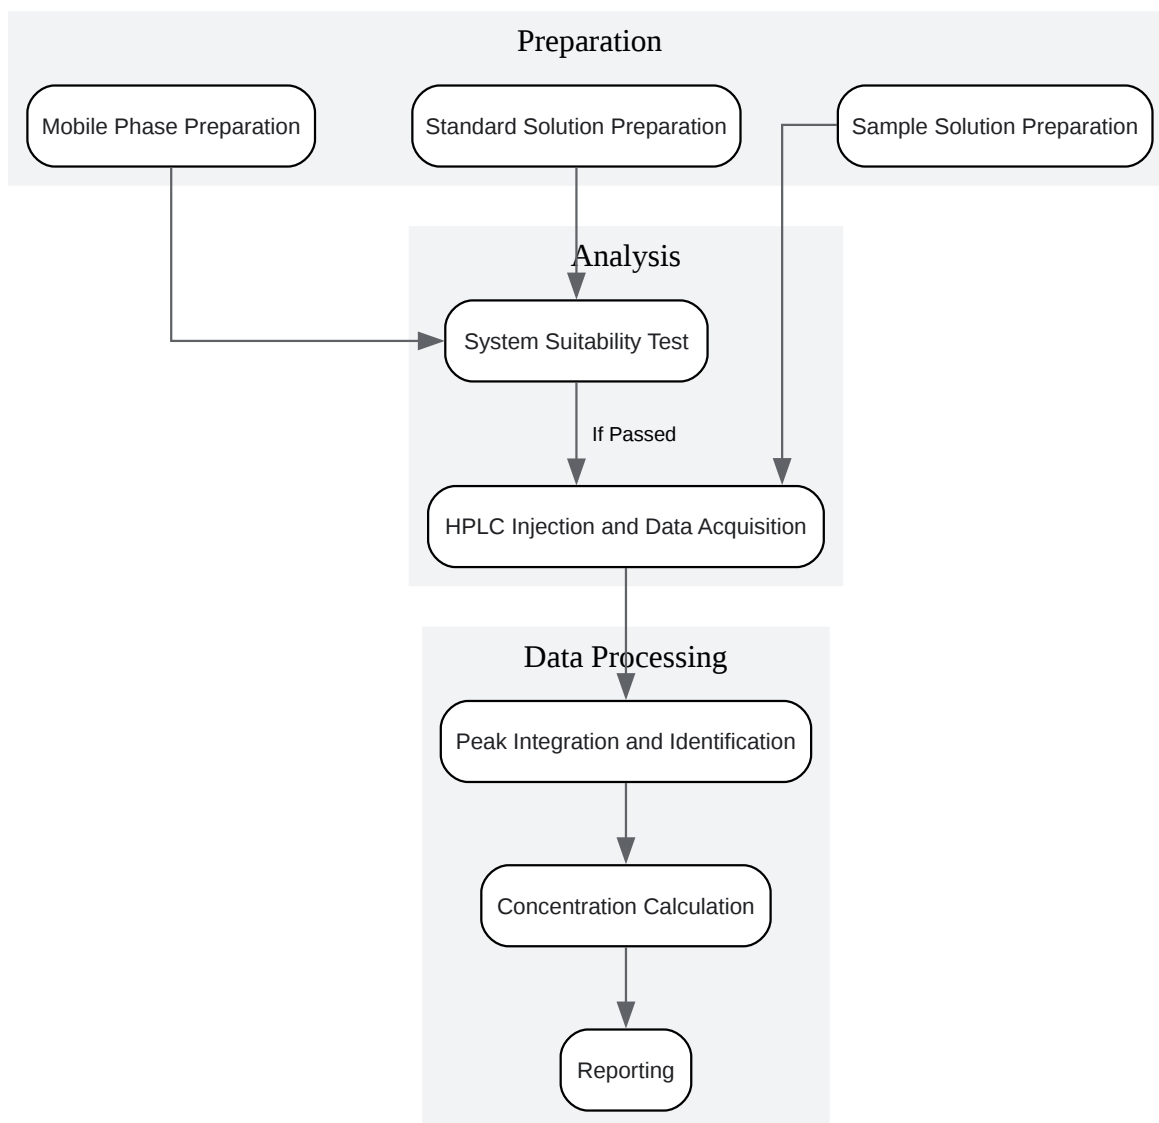 Preparation
Mobile Phase Preparation
Standard Solution Preparation
Sample Solution Preparation
Analysis
System Suitability Test
If Passed
HPLC Injection and Data Acquisition
Data Processing
Peak Integration and Identification
Concentration Calculation
Reporting